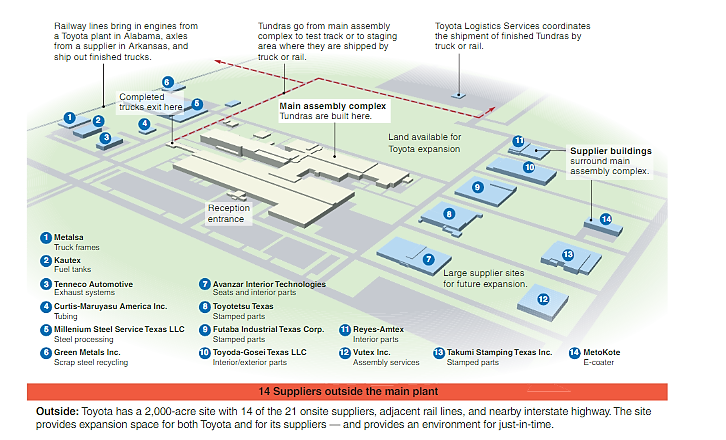 Railway lines bring in engines from
a Toyota plant in Alabama, axles
from a supplier in Arkansas, and
ship out finished trucks.
Tundras go from main assembly
complex to test track or to staging
area where they are shipped by
truck or rail.
Toyota Logistics Services coordinates
the shipment of finished Tundras by
truck or rail.
6
Completed
trucks exit here
5
Main assembly complex
Tundras are built here.
1
2
3
4
Land available for
Toyota expansion
11
10
Supplier buildings
surround main
assembly complex.
9
Reception
entrance
8
14
7
13
Large supplier sites
for future expansion.
12
1 Metalsa
Truck frames
2 Kautex
Fuel tanks
3 Tenneco Automotive
Exhaust systems
4 Curtis-Maruyasu America Inc.
Tubing
5 Millenium Steel Service Texas LLC
Steel processing
6 Green Metals Inc.
Scrap steel recycling
7 Avanzar Interior Technologies
Seats and interior parts
8 Toyotetsu Texas
Stamped parts
9 Futaba Industrial Texas Corp.
Stamped parts
10 Toyoda-Gosei Texas LLC
Interior/exterior parts
11 Reyes-Amtex
Interior parts
12 Vutex Inc.
Assembly services
13 Takumi Stamping Texas Inc.
Stamped parts
14 MetoKote
E-coater
14 Suppliers outside the main plant
Outside: Toyota has a 2,000-acre site with 14 of the 21 onsite suppliers, adjacent rail lines, and nearby interstate highway. The site
provides expansion space for both Toyota and for its suppliers — and provides an environment for just-in-time.